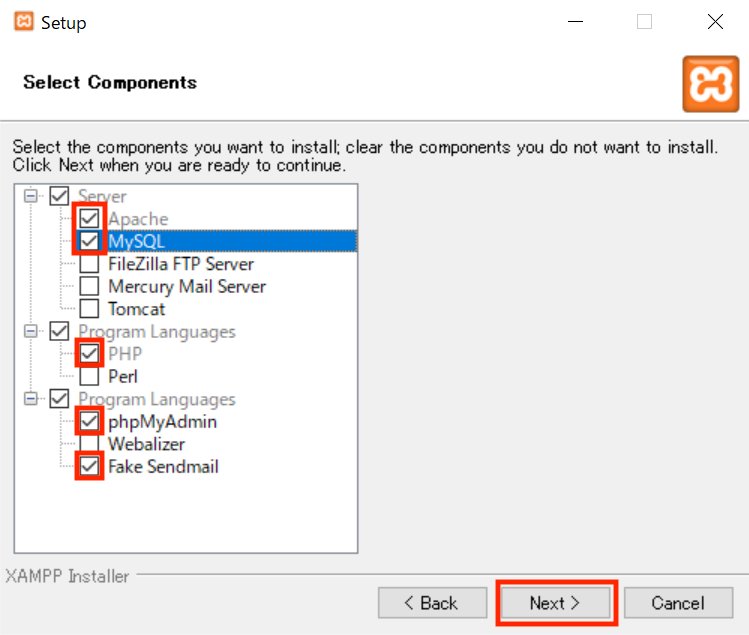 Setup
Select Components
Select the components you want to install; clear the components you do not want to install.
Click Next when you are ready to continue.
Server
Apache
MySQL
FileZilla FTP Server
Mercury Mail Server
Tomcat
Program Languages
PHP
Perl
Program Languages
phpMyAdmin
Webalizer
Fake Sendmail
XAMPP Installer
< Back
Next >
Cancel